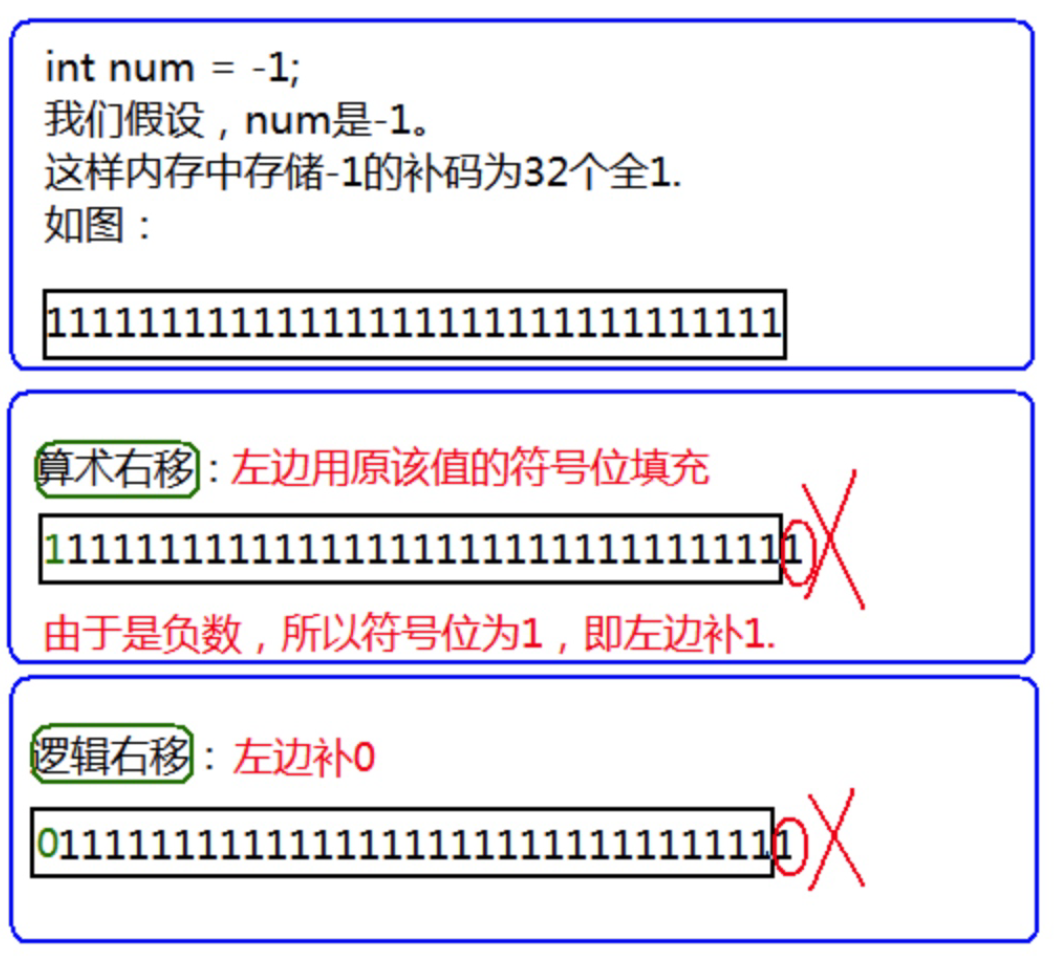 int num = -1;
我们假设，num是-1。
这样内存中存储-1的补码为32个全1.
如图：
11111111111111111111111111111111
算术右移：左边用原该值的符号位填充
111111111111111111111111111111111
由于是负数，所以符号位为1，即左边补1.
逻辑右移：左边补0
011111111111111111111111111111111